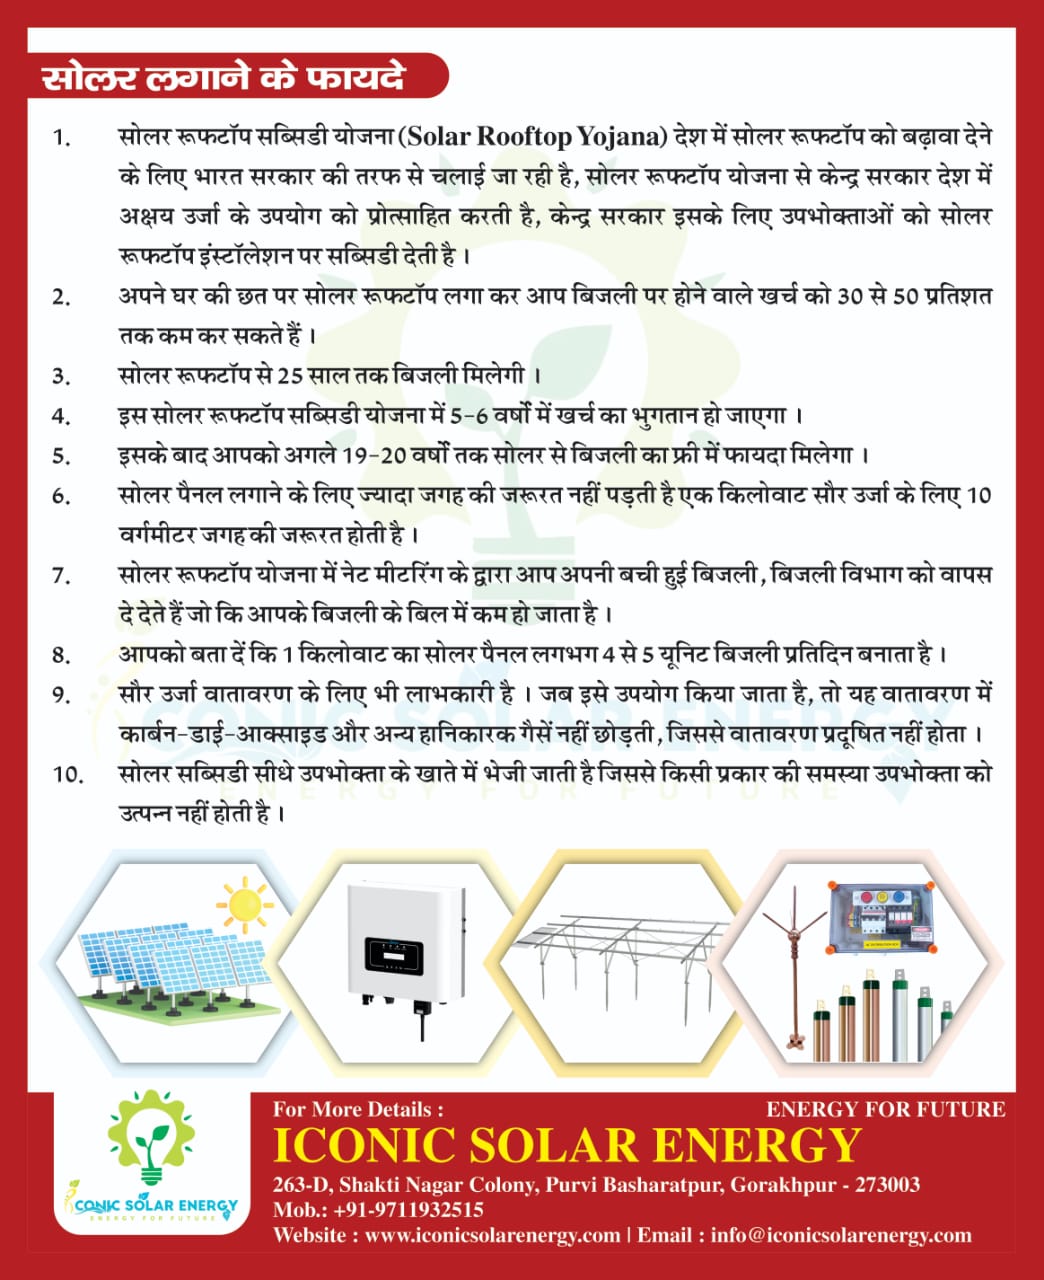 सोलर लगाने के फायदे
1. सोलर रूफटॉप सब्सिडी योजना (Solar Rooftop Yojana) देश में सोलर रूफटॉप को बढ़ावा देने
के लिए भारत सरकार की तरफ से चलाई जा रही है, सोलर रूफटॉप योजना से केन्द्र सरकार देश में
अक्षय उर्जा के उपयोग को प्रोत्साहित करती है, केन्द्र सरकार इसके लिए उपभोक्ताओं को सोलर
रूफटॉप इंस्टॉलेशन पर सब्सिडी देती है ।
2. अपने घर की छत पर सोलर रूफटॉप लगा कर आप बिजली पर होने वाले खर्च को 30 से 50 प्रतिशत
तक कम कर सकते हैं ।
3. सोलर रूफटॉप से 25 साल तक बिजली मिलेगी ।
4. इस सोलर रूफटॉप सब्सिडी योजना में 5-6 वर्षों में खर्च का भुगतान हो जाएगा ।
5. इसके बाद आपको अगले 19-20 वर्षों तक सोलर से बिजली का फ्री में फायदा मिलेगा ।
6. सोलर पैनल लगाने के लिए ज्यादा जगह की जरूरत नहीं पड़ती है एक किलोवाट सौर उर्जा के लिए 10
वर्गमीटर जगह की जरूरत होती है ।
7. सोलर रूफटॉप योजना में नेट मीटरिंग के द्वारा आप अपनी बची हुई बिजली, बिजली विभाग को वापस
दे देते हैं जो कि आपके बिजली के बिल में कम हो जाता है ।
8. आपको बता दें कि 1 किलोवाट का सोलर पैनल लगभग 4 से 5 यूनिट बिजली प्रतिदिन बनाता है ।
9. सौर उर्जा वातावरण के लिए भी लाभकारी है । जब इसे उपयोग किया जाता है, तो यह वातावरण में
कार्बन-डाई-आक्साइड और अन्य हानिकारक गैसें नहीं छोड़ती, जिससे वातावरण प्रदूषित नहीं होता ।
10. सोलर सब्सिडी सीधे उपभोक्ता के खाते में भेजी जाती है जिससे किसी प्रकार की समस्या उपभोक्ता को
उत्पन्न नहीं होती है ।
ICONIC SOLAR ENERGY
ENERGY FOR FUTURE
For More Details :
ENERGY FOR FUTURE
ICONIC SOLAR ENERGY
263-D, Shakti Nagar Colony, Purvi Basharatpur, Gorakhpur - 273003
Mob.: +91-9711932515
Website : www.iconicsolarenergy.com | Email : info@iconicsolarenergy.com
ICONIC SOLAR ENERGY
ENERGY FOR FUTURE